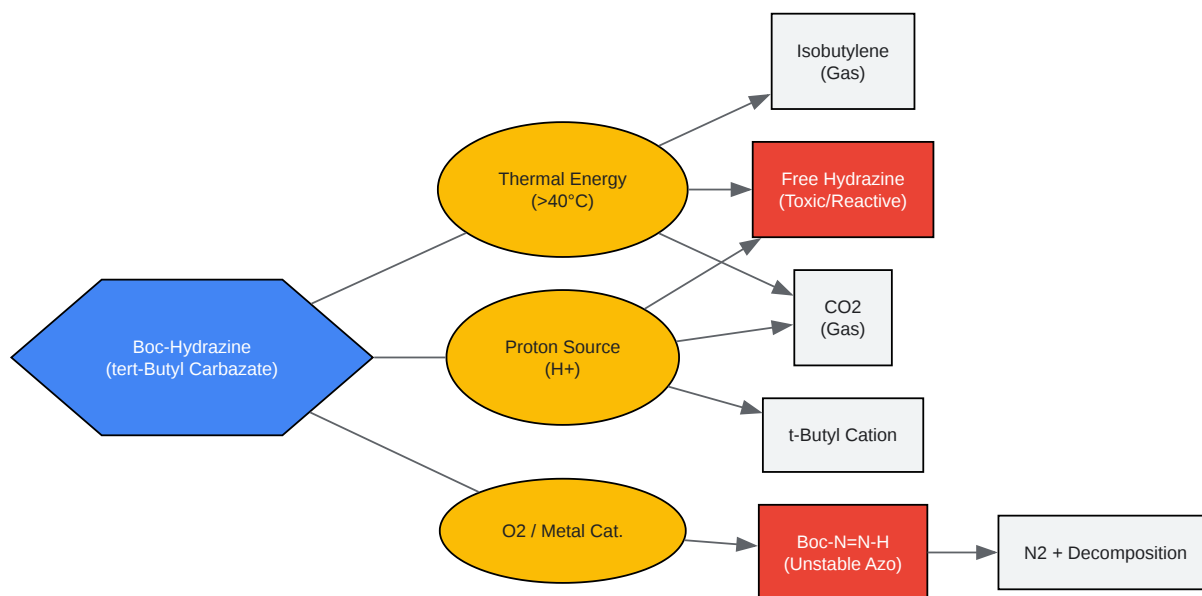 Isobutylene
(Gas)
Thermal Energy
(>40°C)
Free Hydrazine
(Toxic/Reactive)
Boc-Hydrazine
(tert-Butyl Carbazate)
Proton Source
(H+)
CO2
(Gas)
t-Butyl Cation
O2 / Metal Cat.
Boc-N=N-H
(Unstable Azo)
N2 + Decomposition